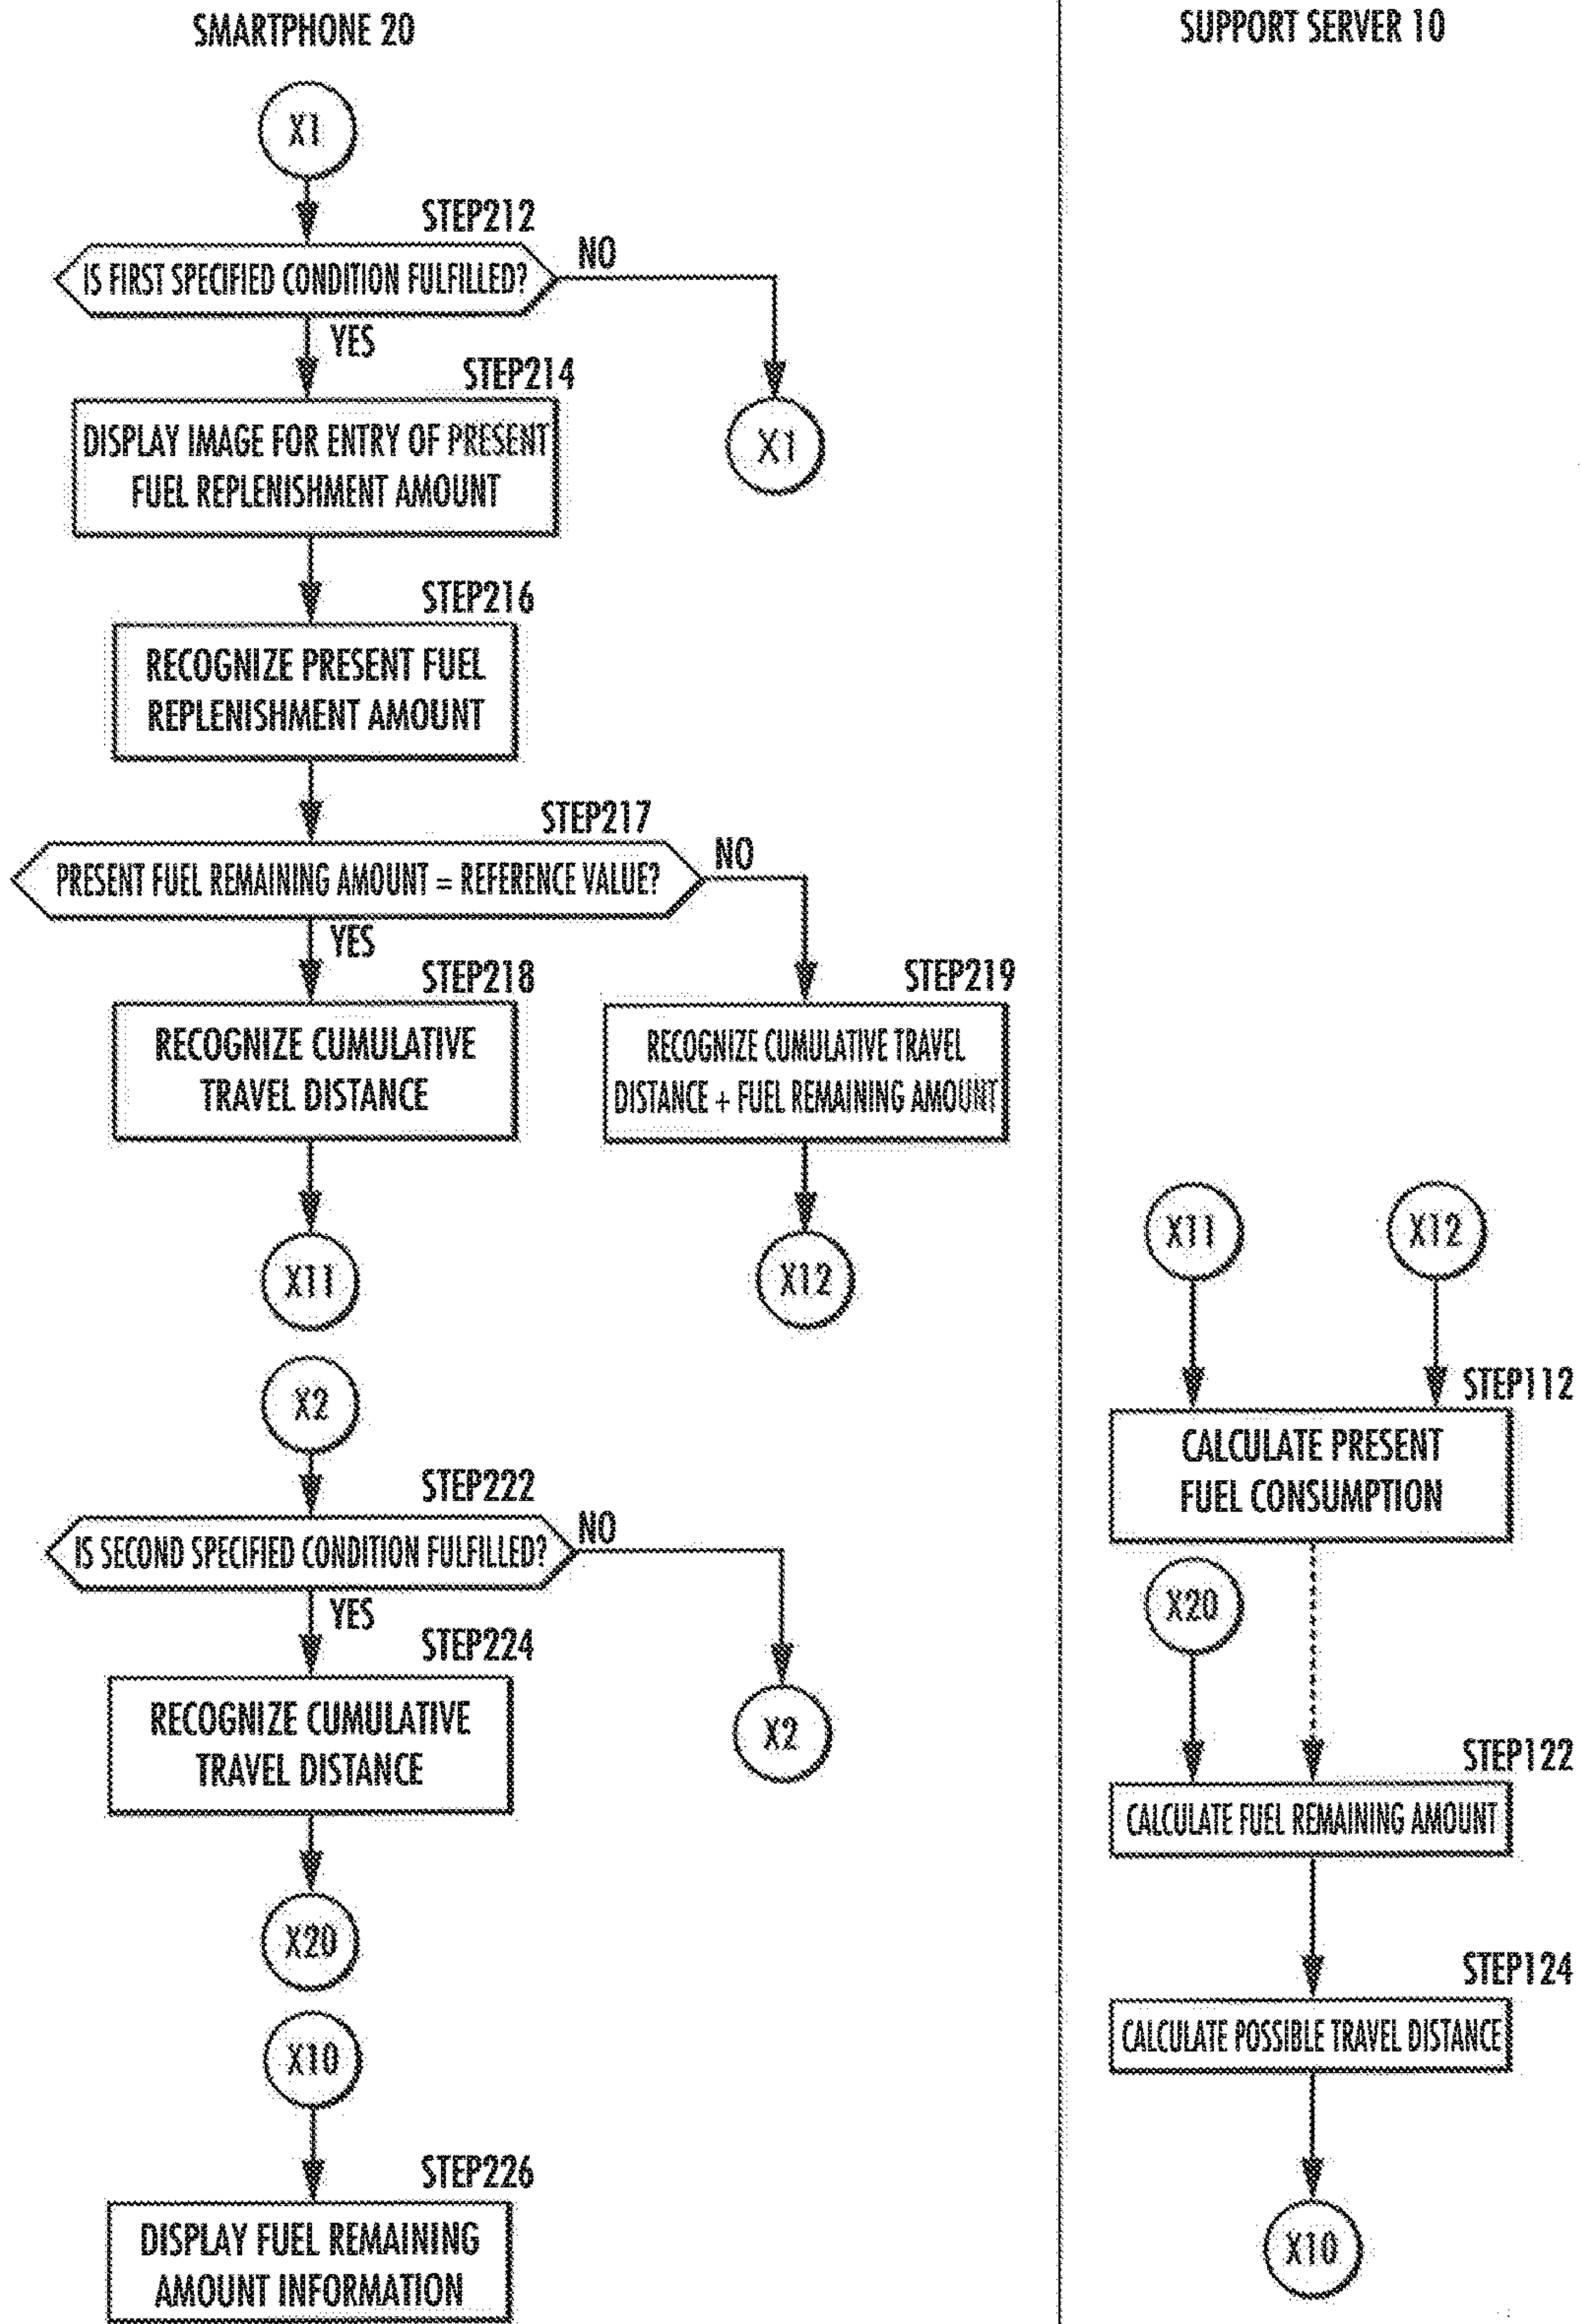 SMARTPHONE 20
X1
STEP212
IS FIRST SPECIFIED CONDITION FULFILLED?
NO
YES
X1
STEP214
DISPLAY IMAGE FOR ENTRY OF PRESENT
FUEL REPLENISHMENT AMOUNT
STEP216
RECOGNIZE PRESENT FUEL
REPLENISHMENT AMOUNT
STEP217
PRESENT FUEL REMAINING AMOUNT = REFERENCE VALUE?
NO
YES
STEP218
RECOGNIZE CUMULATIVE
TRAVEL DISTANCE
STEP219
RECOGNIZE CUMULATIVE TRAVEL
DISTANCE + FUEL REMAINING AMOUNT
X11
X12
X2
STEP222
IS SECOND SPECIFIED CONDITION FULFILLED?
NO
YES
X2
STEP224
RECOGNIZE CUMULATIVE
TRAVEL DISTANCE
X20
X10
STEP226
DISPLAY FUEL REMAINING
AMOUNT INFORMATION
SUPPORT SERVER 10
X11
X12
STEP112
CALCULATE PRESENT
FUEL CONSUMPTION
X20
STEP122
CALCULATE FUEL REMAINING AMOUNT
STEP124
CALCULATE POSSIBLE TRAVEL DISTANCE
X10